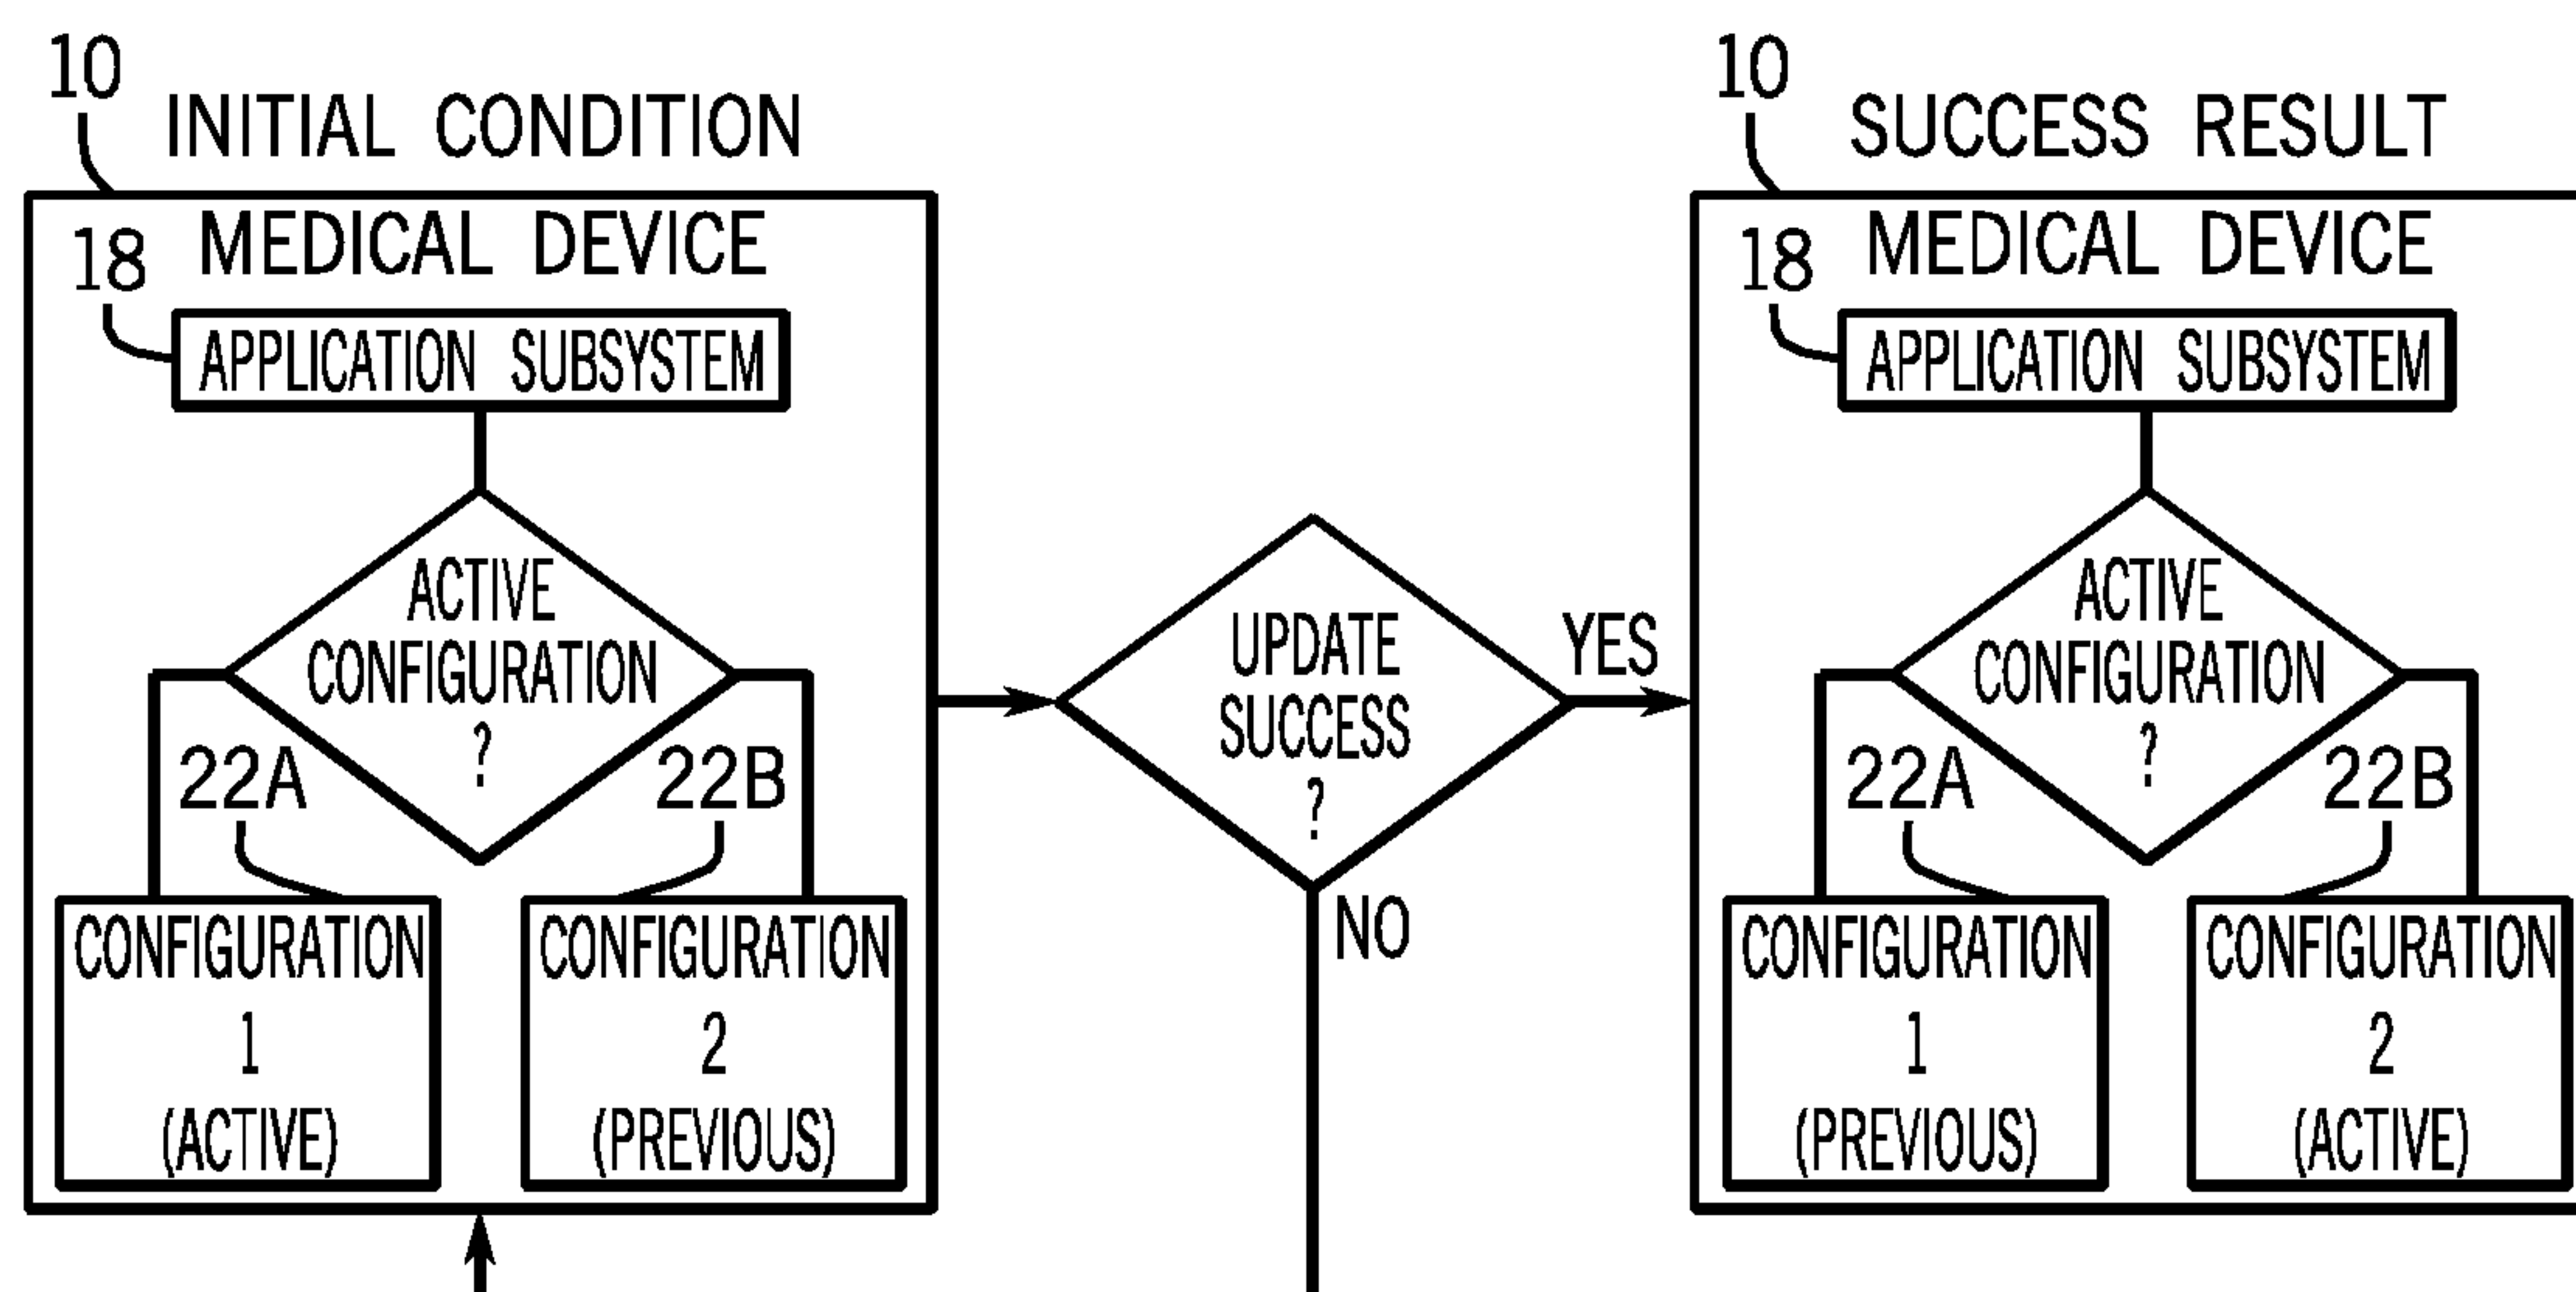 10
INITIAL CONDITION
MEDICAL DEVICE
18
APPLICATION SUBSYSTEM
ACTIVE
CONFIGURATION
?
22A
22B
CONFIGURATION
1
(ACTIVE)
CONFIGURATION
2
(PREVIOUS)
UPDATE
SUCCESS
?
YES
NO
10
SUCCESS RESULT
MEDICAL DEVICE
18
APPLICATION SUBSYSTEM
ACTIVE
CONFIGURATION
?
22A
22B
CONFIGURATION
1
(PREVIOUS)
CONFIGURATION
2
(ACTIVE)